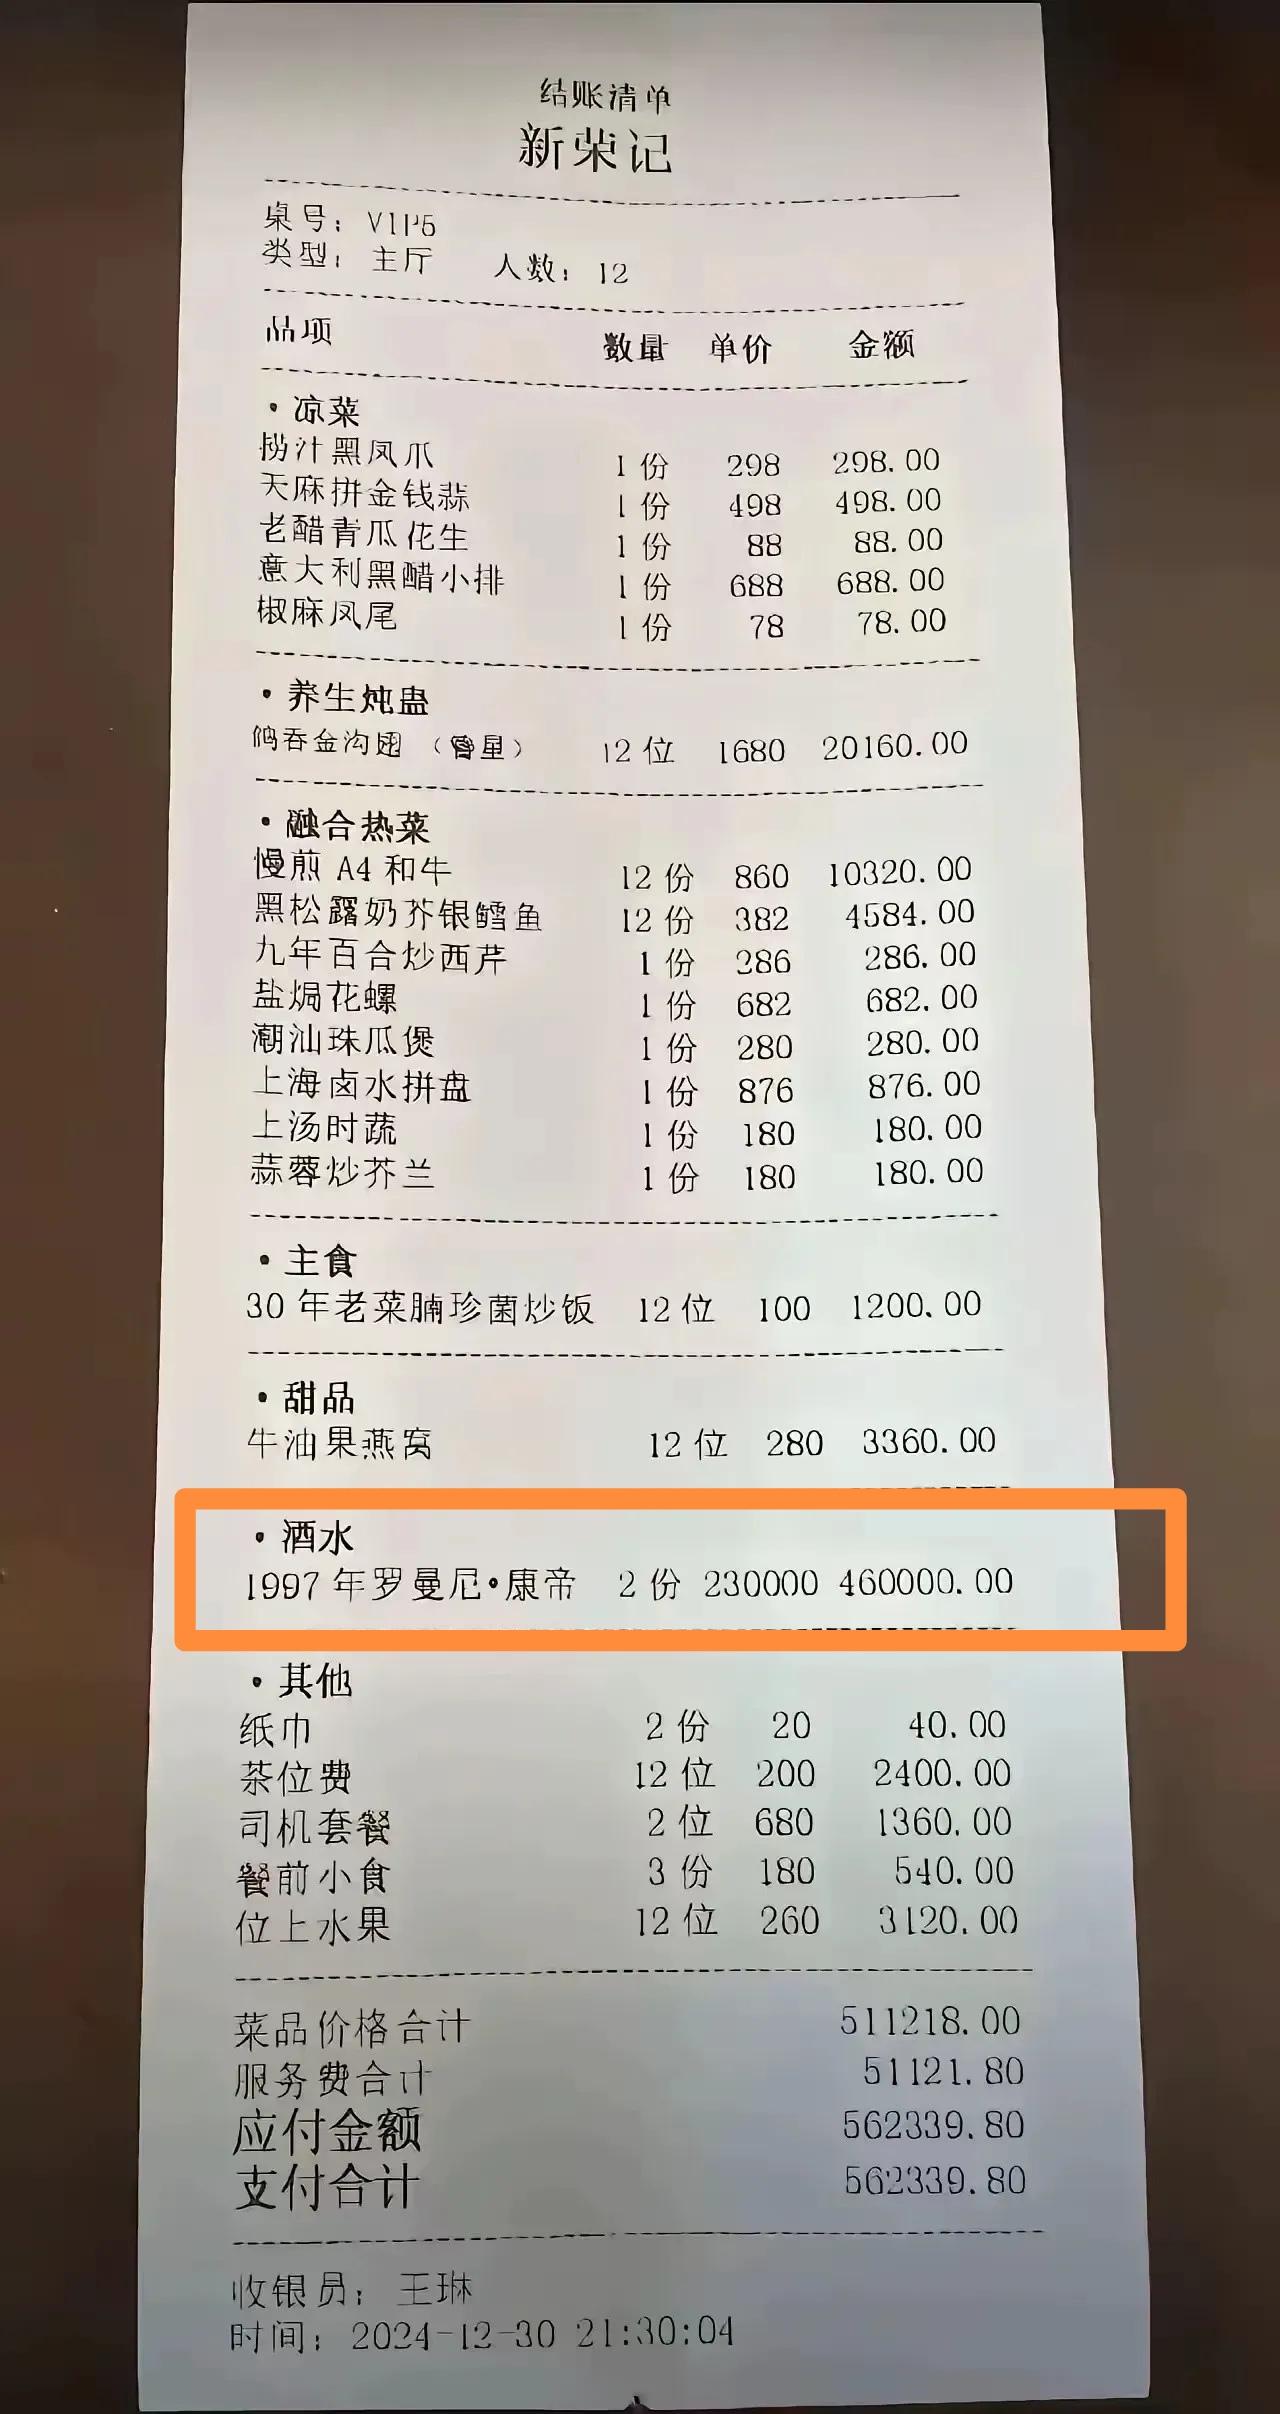 结账清单
新荣记
桌号： VIP5
类型： 主厅 人数： 12
品项 数量 单价 金额
·凉菜
捞汁黑凤爪 1份 298 298.00
天麻拼金钱蒜 1份 498 498.00
老醋青瓜花生 1份 88 88.00
意大利黑醋小排 1份 688 688.00
椒麻凤尾 1份 78 78.00
·养生炖盅
鸽吞金沟翅 12位 1680 20160.00
·融合热菜
慢煎 A4 和牛 12份 860 10320.00
黑松露奶芥银鳕鱼 12份 382 4584.00
九年百合炒西芹 1份 286 286.00
盐焗花螺 1份 682 682.00
潮汕珠瓜煲 1份 280 280.00
上海卤水拼盘 1份 876 876.00
上汤时蔬 1份 180 180.00
蒜蓉炒芥兰 1份 180 180.00
·主食
30 年老菜脯珍菌炒饭 12位 100 1200.00
·甜品
牛油果燕窝 12位 280 3360.00
·酒水
1997 年罗曼尼·康帝 2份 230000 460000.00
·其他
纸巾 2份 20 40.00
茶位费 12位 200 2400.00
司机套餐 2位 680 1360.00
餐前小食 3份 180 540.00
位上水果 12位 260 3120.00
菜品价格合计 511218.00
服务费合计 51121.80
应付金额 562339.80
支付合计 562339.80
收银员： 王琳
时间： 2024-12-30 21:30:04